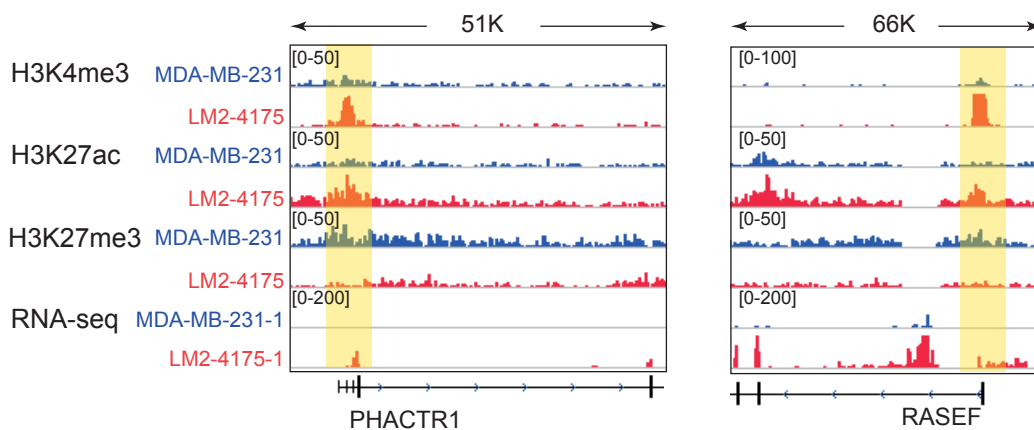 51K 66K
H3K4me3 MDA-MB-231 [0-50] [0-100]
LM2-4175
H3K27ac MDA-MB-231 [0-50] [0-50]
LM2-4175
H3K27me3 MDA-MB-231 [0-50] [0-50]
LM2-4175
RNA-seq MDA-MB-231-1 [0-200] [0-200]
LM2-4175-1
PHACTR1 RASEF